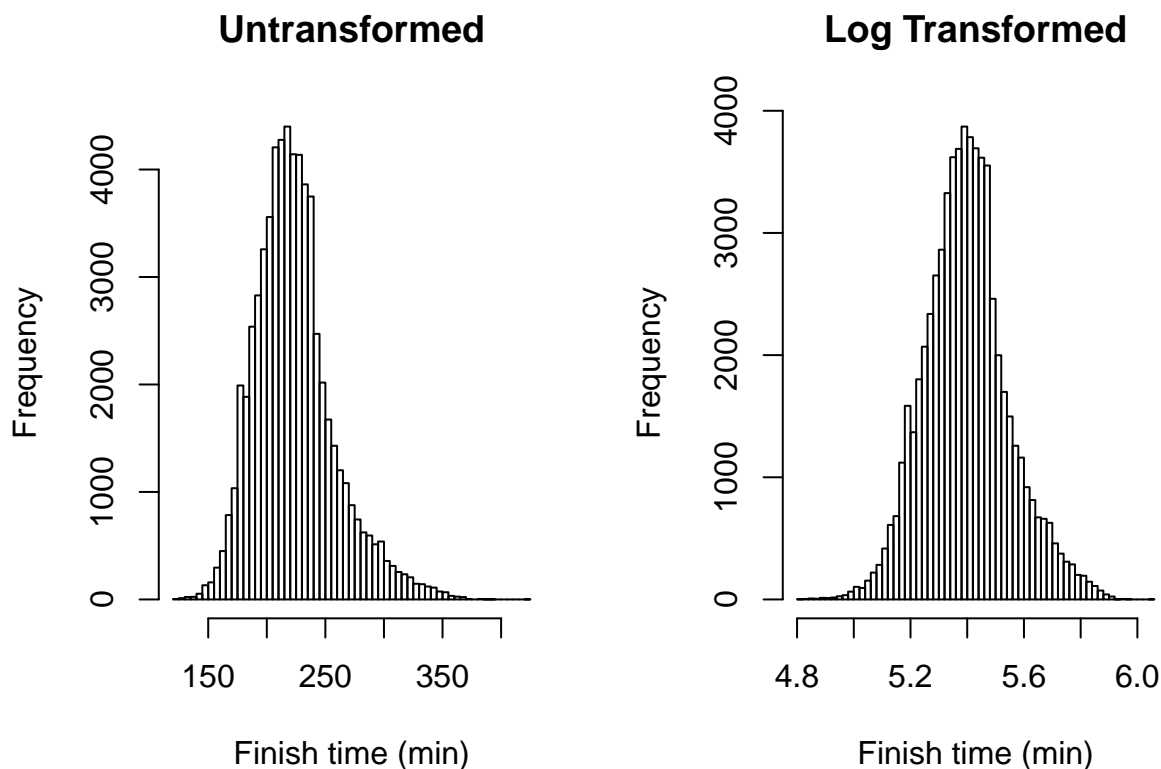 Untransformed
Frequency
0
1000
2000
3000
4000
150
250
350
Finish time (min)
Log Transformed
Frequency
0
1000
2000
3000
4000
4.8
5.2
5.6
6.0
Finish time (min)